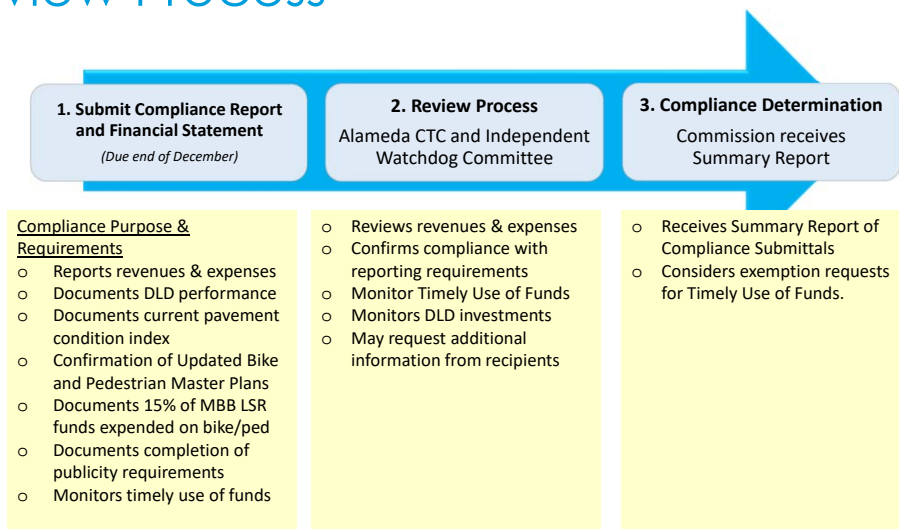 1. Submit Compliance Report
and Financial Statement
(Due end of December)
2. Review Process
Alameda CTC and Independent
Watchdog Committee
3. Compliance Determination
Commission receives
Summary Report
Compliance Purpose &
Requirements
o Reports revenues & expenses
o Documents DLD performance
o Documents current pavement
condition index
o Confirmation of Updated Bike
and Pedestrian Master Plans
o Documents 15% of MBB LSR
funds expended on bike/ped
o Documents completion of
publicity requirements
o Monitors timely use of funds
o Reviews revenues & expenses
o Confirms compliance with
reporting requirements
o Monitor Timely Use of Funds
o Monitors DLD investments
o May request additional
information from recipients
o Receives Summary Report of
Compliance Submittals
o Considers exemption requests
for Timely Use of Funds.